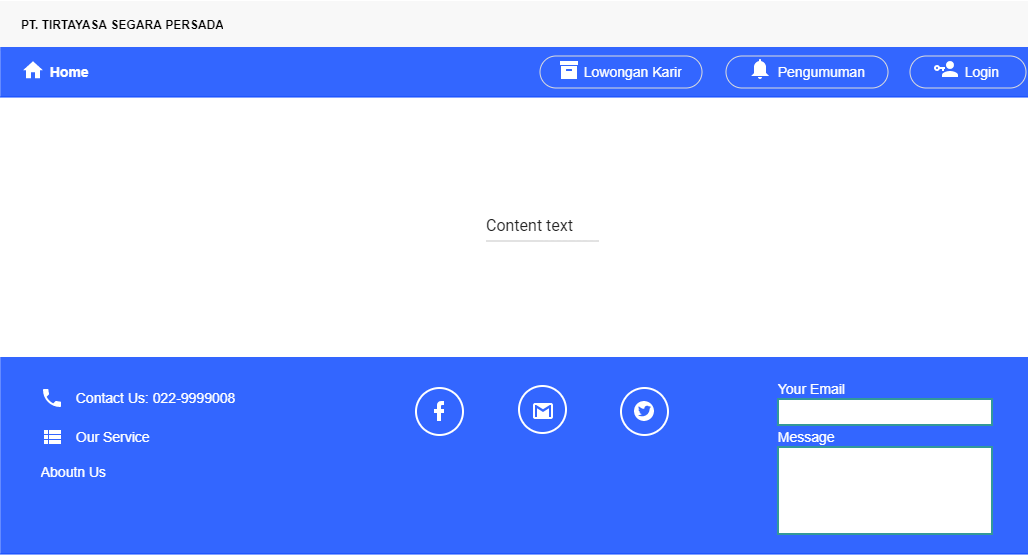 PT. TIRTAYASA SEGARA PERSADA
Home
Lowongan Karir
Pengumuman
Login
Content text
Contact Us: 022-9999008
Our Service
Aboutn Us
Your Email
Message